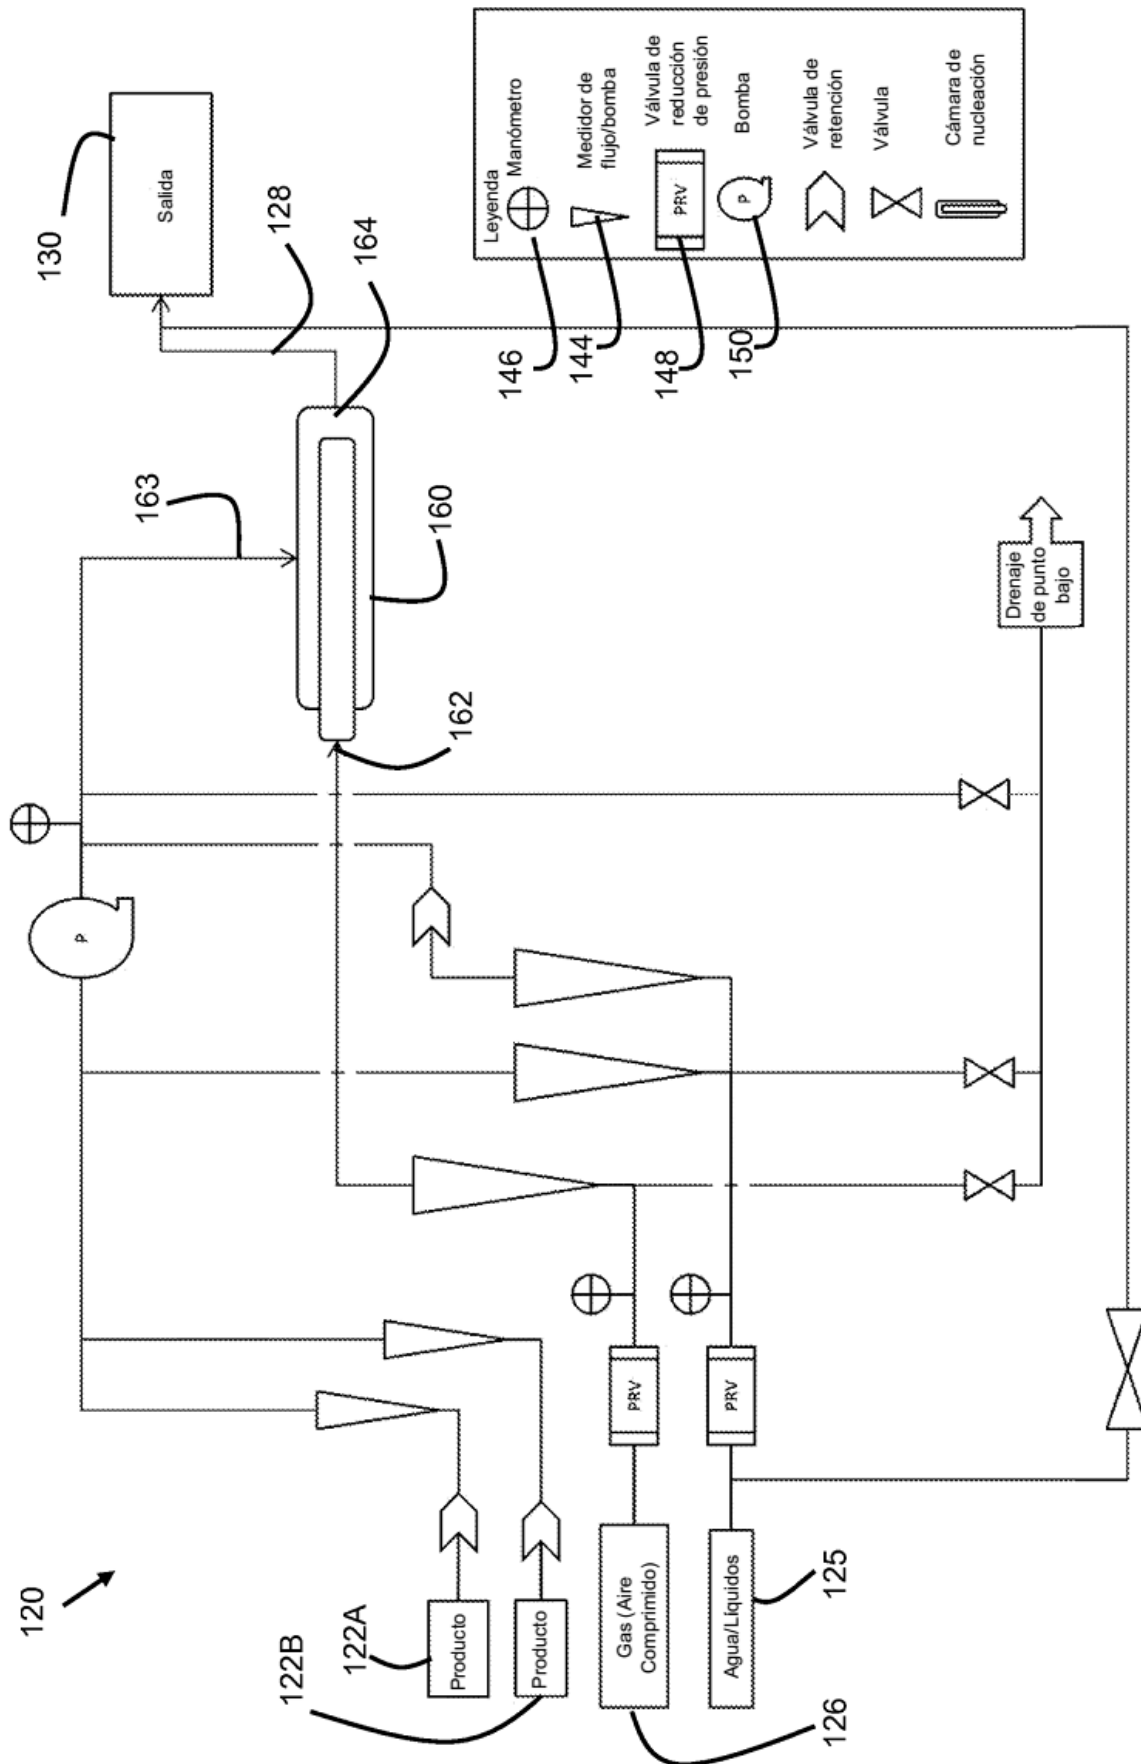 120
122A
Producto
122B
Producto
Gas (Aire
Comprimido)
126
Agua/Líquidos
125
PRV
PRV
P
162
163
160
164
128
130
Salida
Drenaje
de punto
bajo
Leyenda
Manómetro
146
Medidor de
flujo/bomba
144
Válvula de
reducción
de presión
PRV
148
Bomba
P
150
Válvula de
retención
Válvula
Cámara de
nucleación